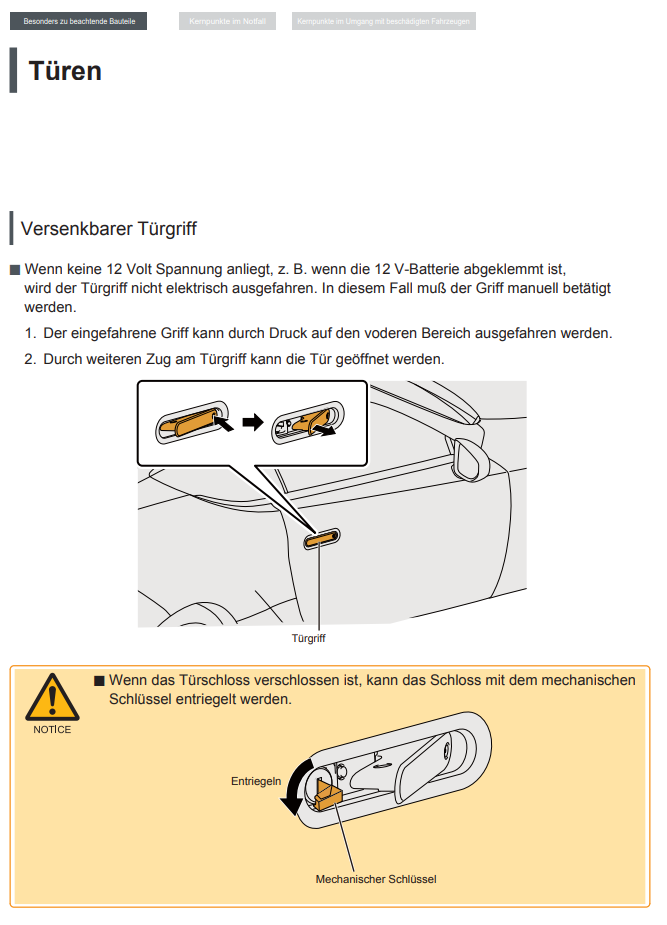 Besonders zu beachtende Bauteile
Kernpunkte im Notfall
Kernpunkte im Umgang mit beschädigten Fahrzeugen
Türen
Versenkbarer Türgriff
■ Wenn keine 12 Volt Spannung anliegt, z. B. wenn die 12 V-Batterie abgeklemmt ist,
wird der Türgriff nicht elektrisch ausgefahren. In diesem Fall muß der Griff manuell betätigt
werden.
1. Der eingefahrene Griff kann durch Druck auf den voderen Bereich ausgefahren werden.
2. Durch weiteren Zug am Türgriff kann die Tür geöffnet werden.
Türgriff
■ Wenn das Türschloss verschlossen ist, kann das Schloss mit dem mechanischen
Schlüssel entriegelt werden.
NOTİCE
Entriegeln
Mechanischer Schlüssel